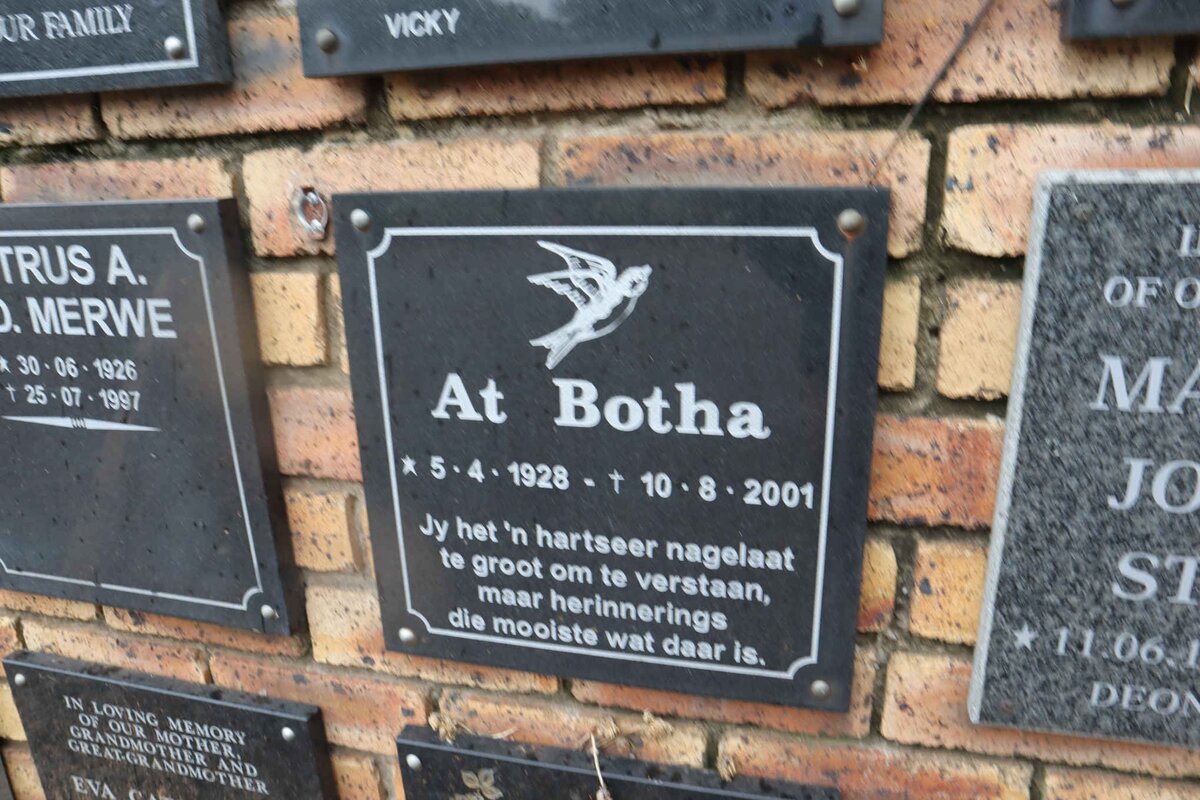 OUR FAMILY
VICKY
TRUS A.
D. MERWE
★ 30·06·1926
† 25·07·1997
At Botha
★ 5·4·1928 - † 10·8·2001
Jy het 'n hartseer nagelaat
te groot om te verstaan,
maar herinnerings
die mooiste wat daar is.
OF
MA
JO
ST
★ 11.06.1
DEON
IN LOVING MEMORY
OF OUR MOTHER,
GRANDMOTHER AND
GREAT-GRANDMOTHER
EVA